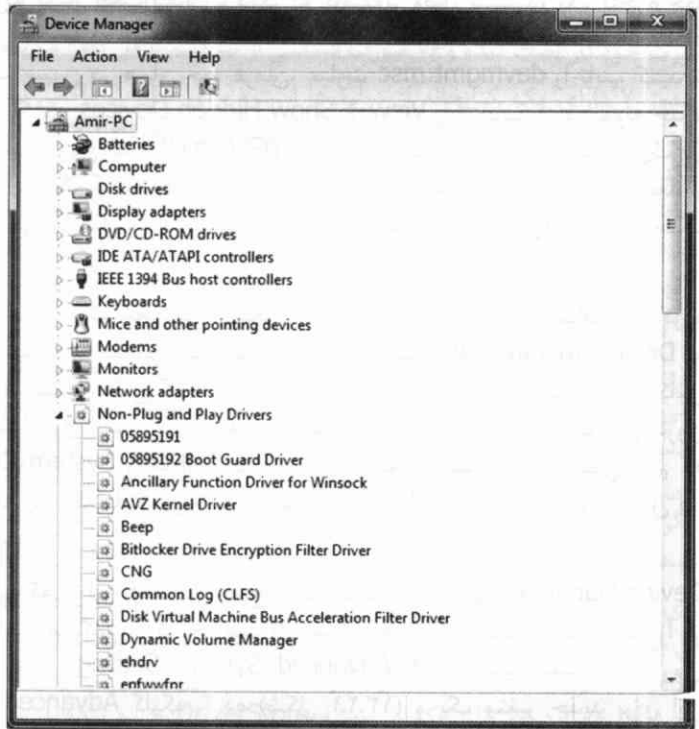 Device Manager
File Action View Help
Amir-PC
Batteries
Computer
Disk drives
Display adapters
DVD/CD-ROM drives
IDE ATA/ATAPI controllers
IEEE 1394 Bus host controllers
Keyboards
Mice and other pointing devices
Modems
Monitors
Network adapters
Non-Plug and Play Drivers
05895191
05895192 Boot Guard Driver
Ancillary Function Driver for Winsock
AVZ Kernel Driver
Beep
Bitlocker Drive Encryption Filter Driver
CNG
Common Log (CLFS)
Disk Virtual Machine Bus Acceleration Filter Driver
Dynamic Volume Manager
ehdrv
epfwwfpr